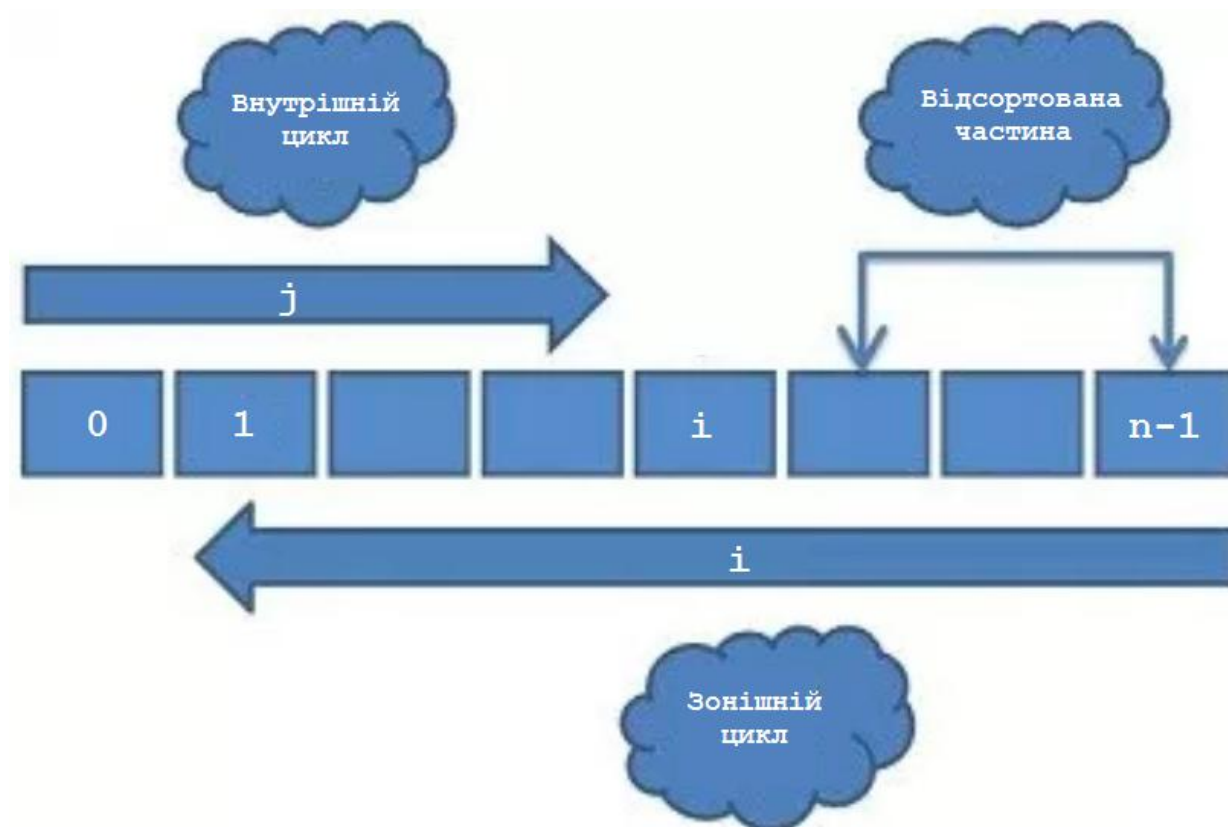 Внутрішній
цикл
Відсортована
частина
j
0 1 i n-1
i
Зонішній
цикл